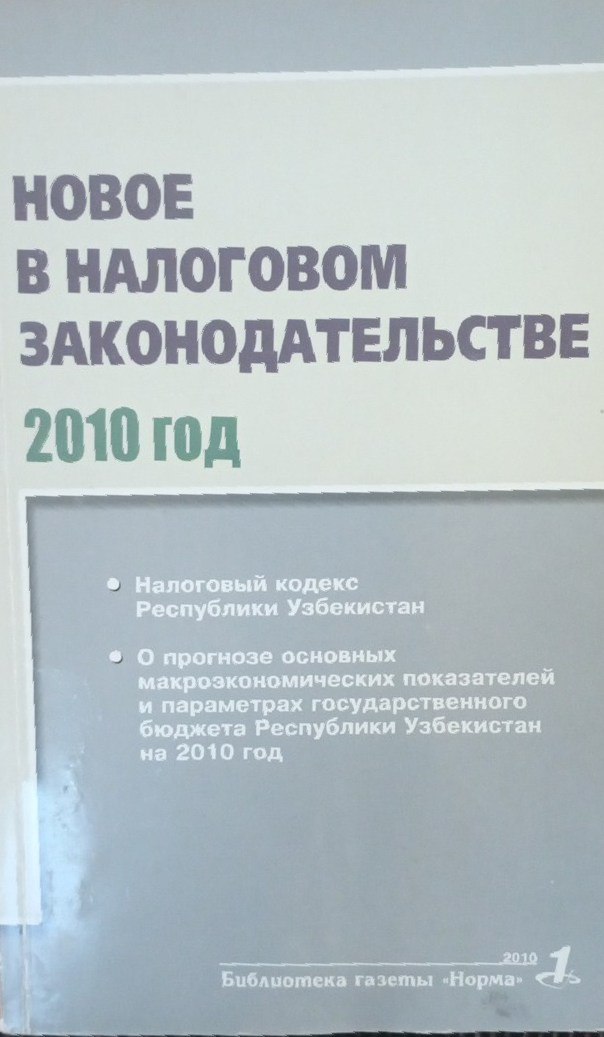 НОВОЕ
В НАЛОГОВОМ
ЗАКОНОДАТЕЛЬСТВЕ
2010 год
• Налоговый кодекс
Республики Узбекистан
• О прогнозе основных
макроэкономических показателей
и параметрах государственного
бюджета Республики Узбекистан
на 2010 год
2010 1
Библиотека газеты «Норма»